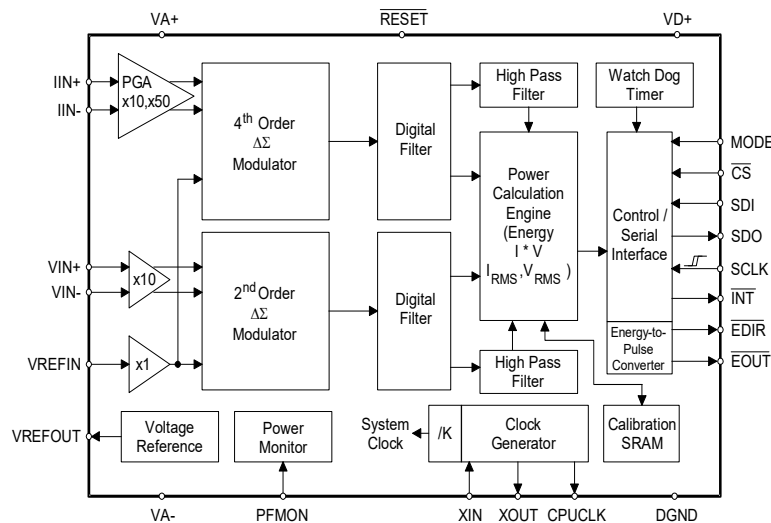 VA+
RESET
VD+
IIN+
IIN-
PGA
x10,x50
4th Order
ΔΣ
Modulator
Digital
Filter
High Pass
Filter
Watch Dog
Timer
Power
Calculation
Engine
(Energy
I * V
IRMS,VRMS )
Control /
Serial
Interface
MODE
CS
SDI
SDO
SCLK
INT
EDIR
EOUT
VIN+
VIN-
x10
2nd Order
ΔΣ
Modulator
Digital
Filter
Energy-to-
Pulse
Converter
VREFIN
x1
High Pass
Filter
VREFOUT
Voltage
Reference
Power
Monitor
System
Clock
/K
Clock
Generator
Calibration
SRAM
VA-
PFMON
XIN
XOUT
CPUCLK
DGND